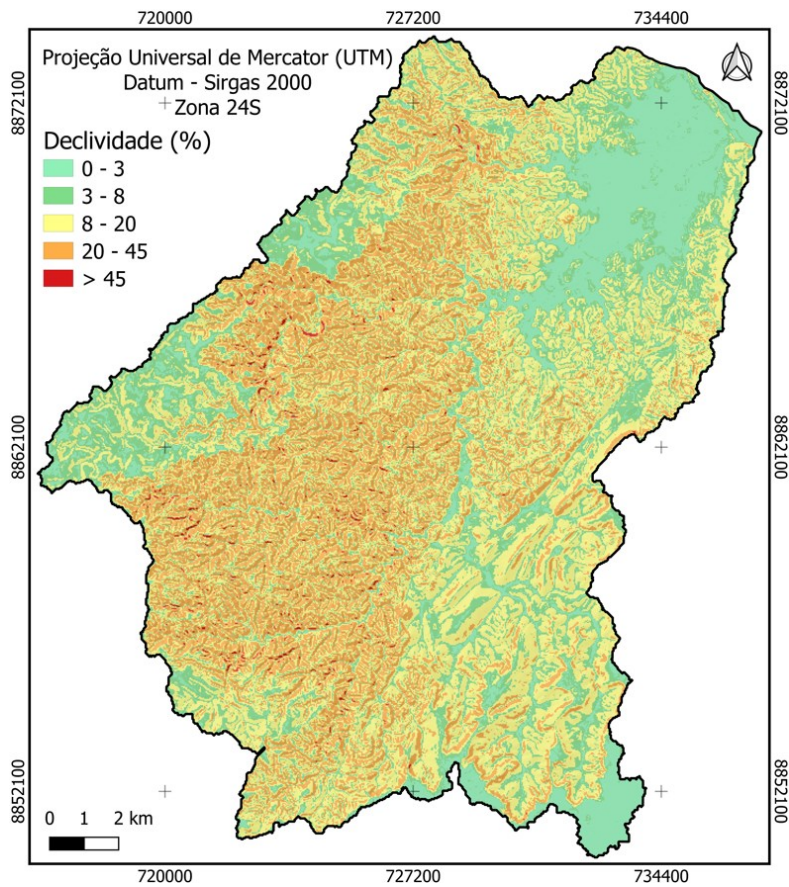 720000 727200 734400
Projeção Universal de Mercator (UTM)
Datum - Sirgas 2000
Zona 24S
8872100 8872100
Declividade (%)
0 - 3
3 - 8
8 - 20
20 - 45
> 45
8862100 8862100
8852100 8852100
0 1 2 km
720000 727200 734400